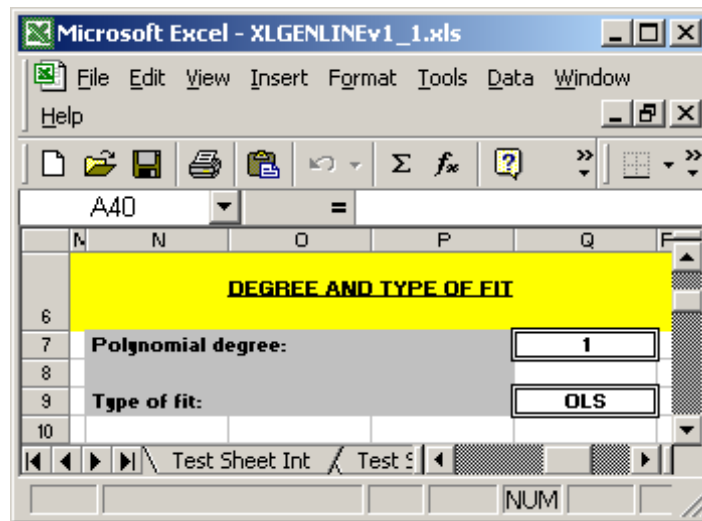 Microsoft Excel - XLGENLINEv1_1.xls
File Edit View Insert Format Tools Data Window
Help
A40 =
N O P Q
6 DEGREE AND TYPE OF FIT
7 Polynomial degree: 1
8
9 Type of fit: OLS
10
Test Sheet Int Test
NUM